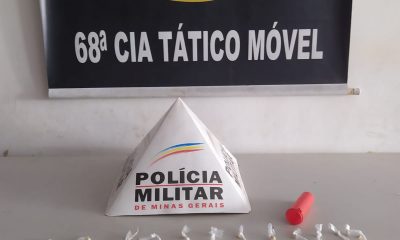 68ª CIA TÁTICO MÓVEL
POLÍCIA
MILITAR
DE MINAS GERAIS